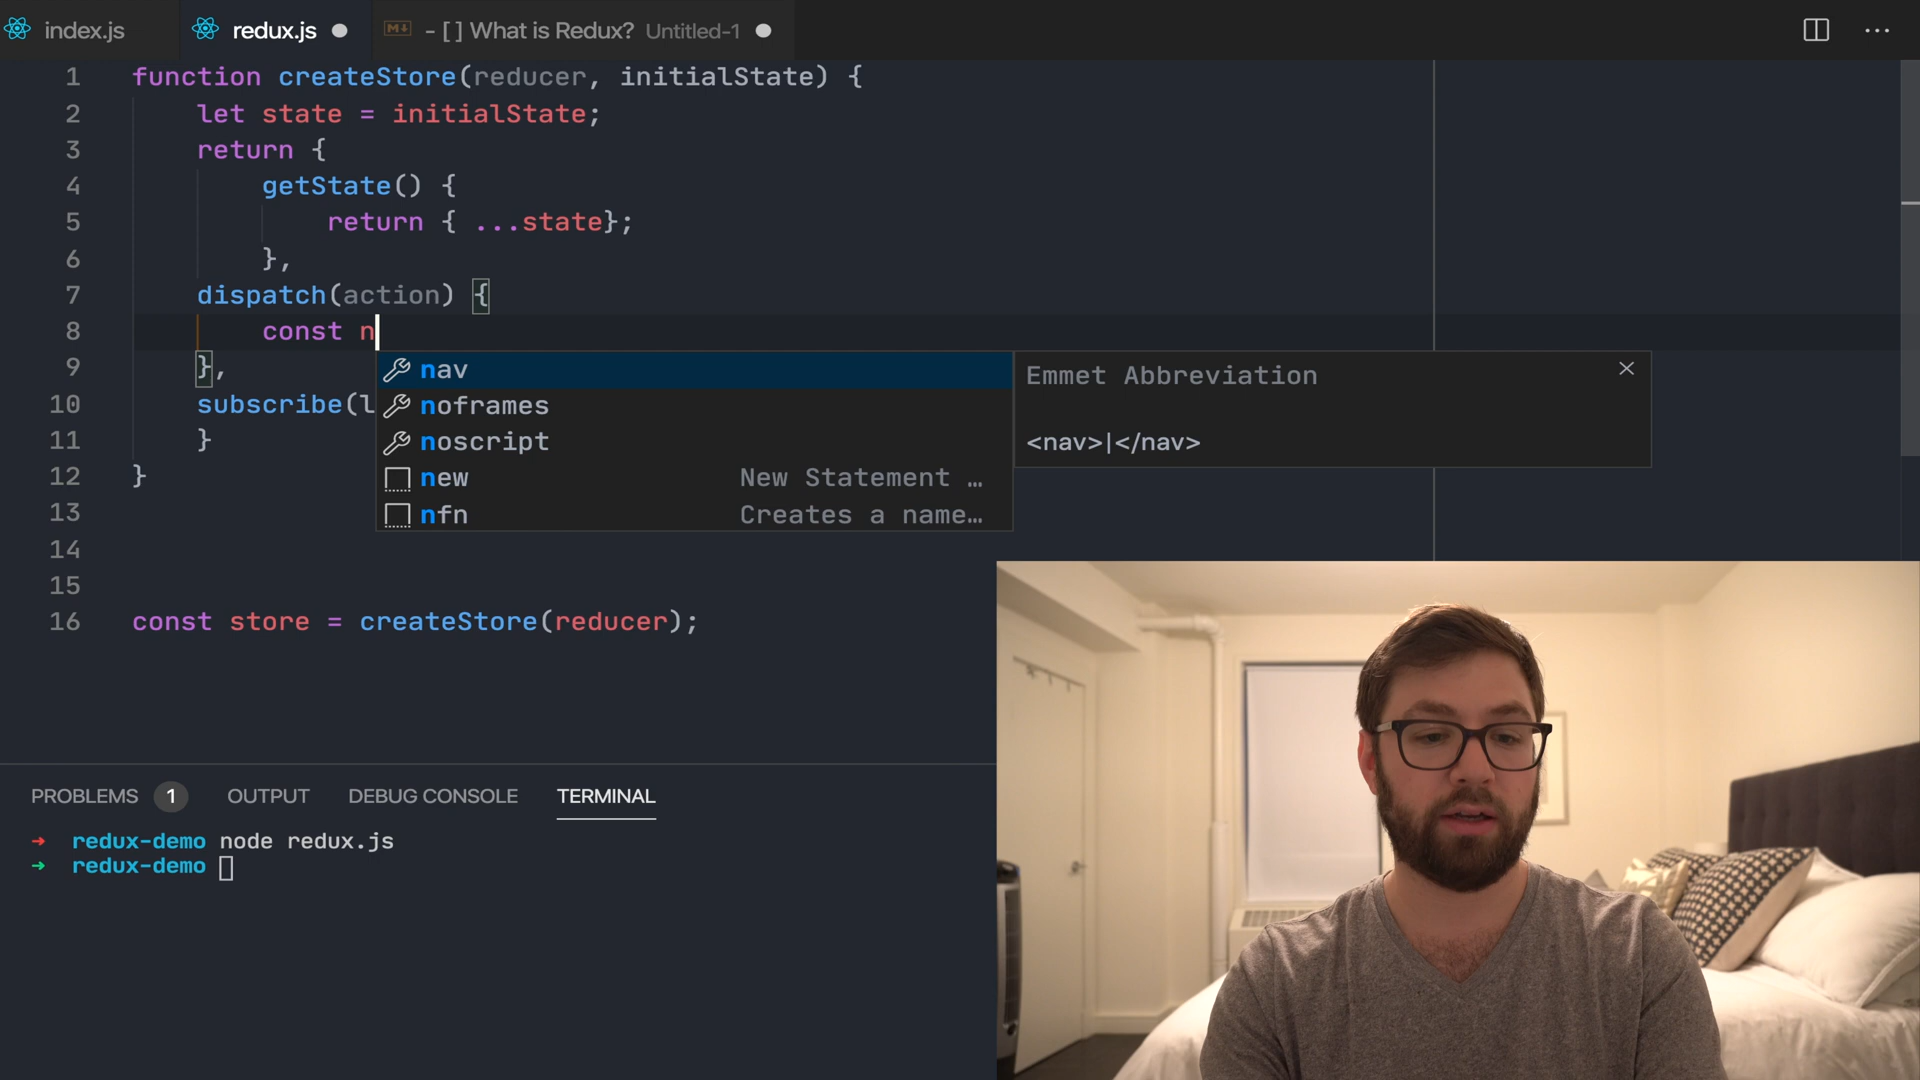 index.js
redux.js
- [ ] What is Redux? Untitled-1
1 function createStore(reducer, initialState) {
2 let state = initialState;
3 return {
4 getState() {
5 return { ...state};
6 },
7 dispatch(action) {
8 const n
9 },
10 subscribe(l
11 }
12 }
13
14
15
16 const store = createStore(reducer);
nav
noframes
noscript
new New Statement …
nfn Creates a name…
Emmet Abbreviation
<nav>|</nav>
PROBLEMS 1 OUTPUT DEBUG CONSOLE TERMINAL
→ redux-demo node redux.js
→ redux-demo